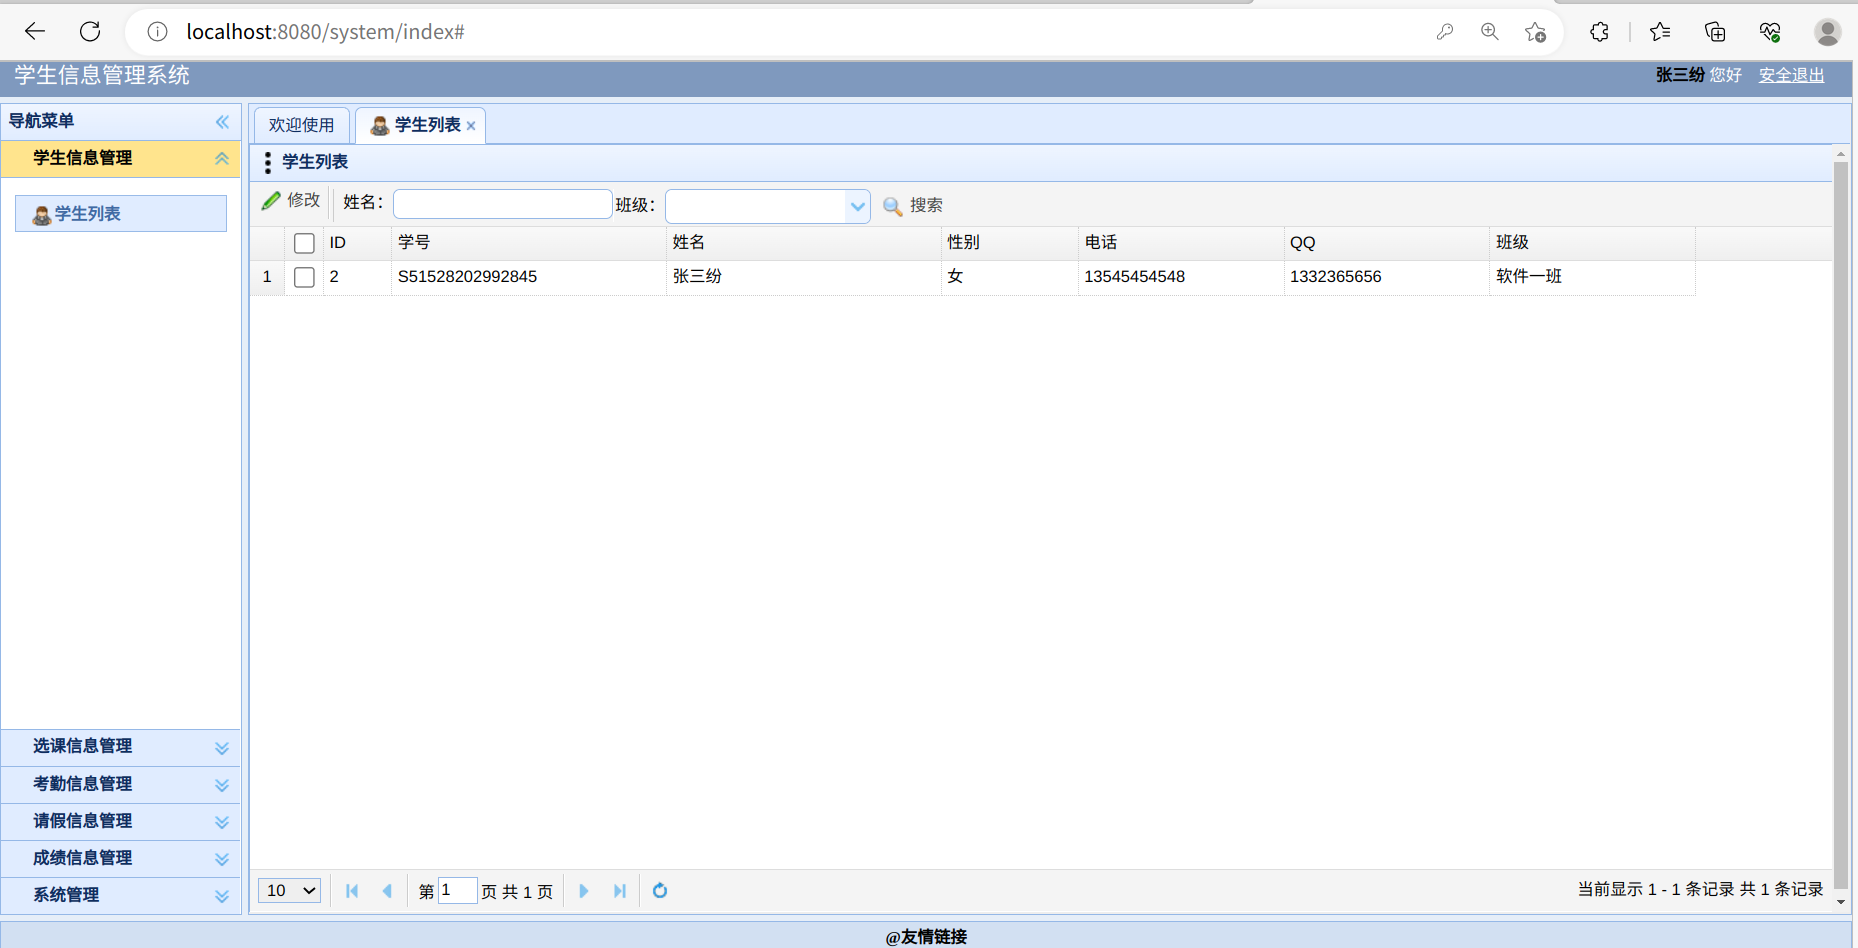 localhost:8080/system/index#
学生信息管理系统
张三纷 您好 安全退出
导航菜单
学生信息管理
学生列表
选课信息管理
考勤信息管理
请假信息管理
成绩信息管理
系统管理
欢迎使用 学生列表
学生列表
修改 姓名： 班级： 搜索
ID 学号 姓名 性别 电话 QQ 班级
1 2 S51528202992845 张三纷 女 13545454548 1332365656 软件一班
10 第 1 页 共 1 页 当前显示 1 - 1 条记录 共 1 条记录
@友情链接